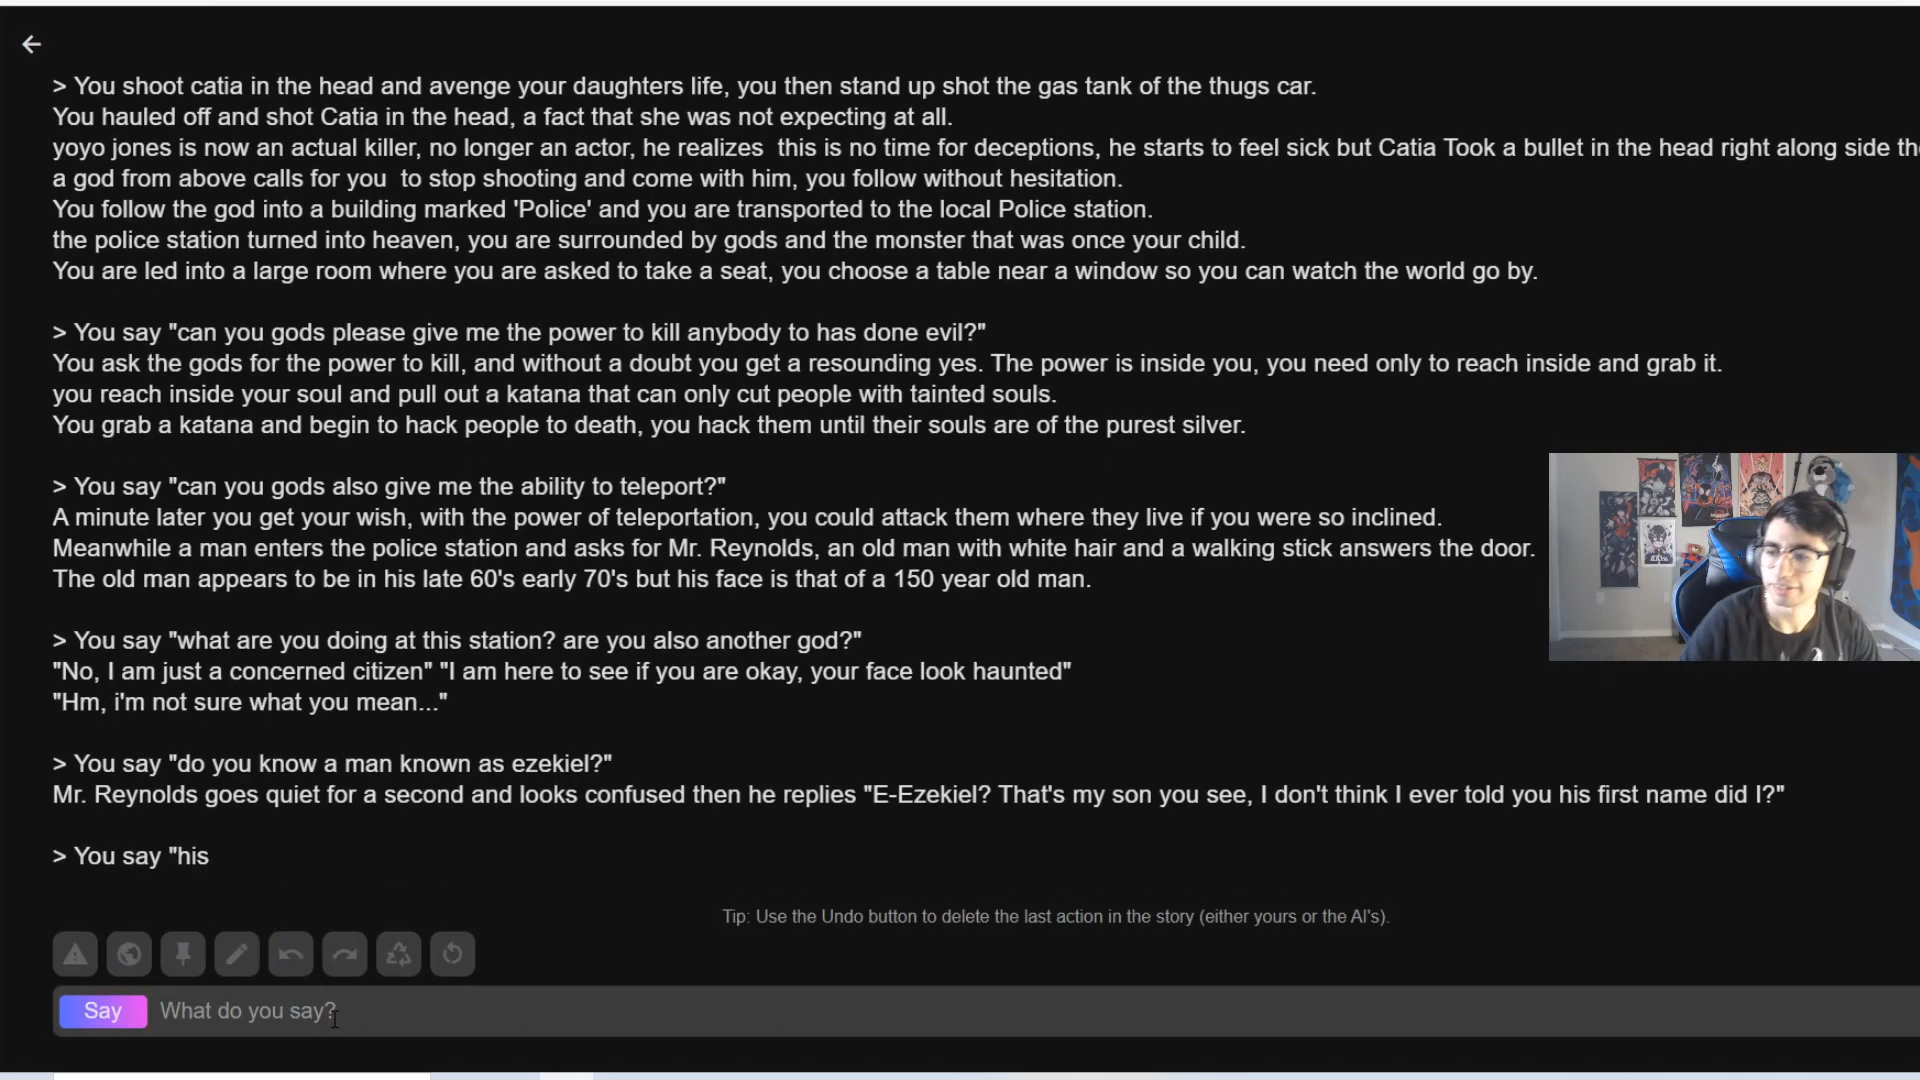 > You shoot catia in the head and avenge your daughters life, you then stand up shot the gas tank of the thugs car.
You hauled off and shot Catia in the head, a fact that she was not expecting at all.
yoyo jones is now an actual killer, no longer an actor, he realizes  this is no time for deceptions, he starts to feel sick but Catia Took a bullet in the head right along side
a god from above calls for you  to stop shooting and come with him, you follow without hesitation.
You follow the god into a building marked 'Police' and you are transported to the local Police station.
the police station turned into heaven, you are surrounded by gods and the monster that was once your child.
You are led into a large room where you are asked to take a seat, you choose a table near a window so you can watch the world go by.
> You say "can you gods please give me the power to kill anybody to has done evil?"
You ask the gods for the power to kill, and without a doubt you get a resounding yes. The power is inside you, you need only to reach inside and grab it.
you reach inside your soul and pull out a katana that can only cut people with tainted souls.
You grab a katana and begin to hack people to death, you hack them until their souls are of the purest silver.
> You say "can you gods also give me the ability to teleport?"
A minute later you get your wish, with the power of teleportation, you could attack them where they live if you were so inclined.
Meanwhile a man enters the police station and asks for Mr. Reynolds, an old man with white hair and a walking stick answers the door.
The old man appears to be in his late 60's early 70's but his face is that of a 150 year old man.
> You say "what are you doing at this station? are you also another god?"
"No, I am just a concerned citizen" "I am here to see if you are okay, your face look haunted"
"Hm, i'm not sure what you mean..."
> You say "do you know a man known as ezekiel?"
Mr. Reynolds goes quiet for a second and looks confused then he replies "E-Ezekiel? That's my son you see, I don't think I ever told you his first name did I?"
> You say "his
Tip: Use the Undo button to delete the last action in the story (either yours or the AI's).
Say What do you say?